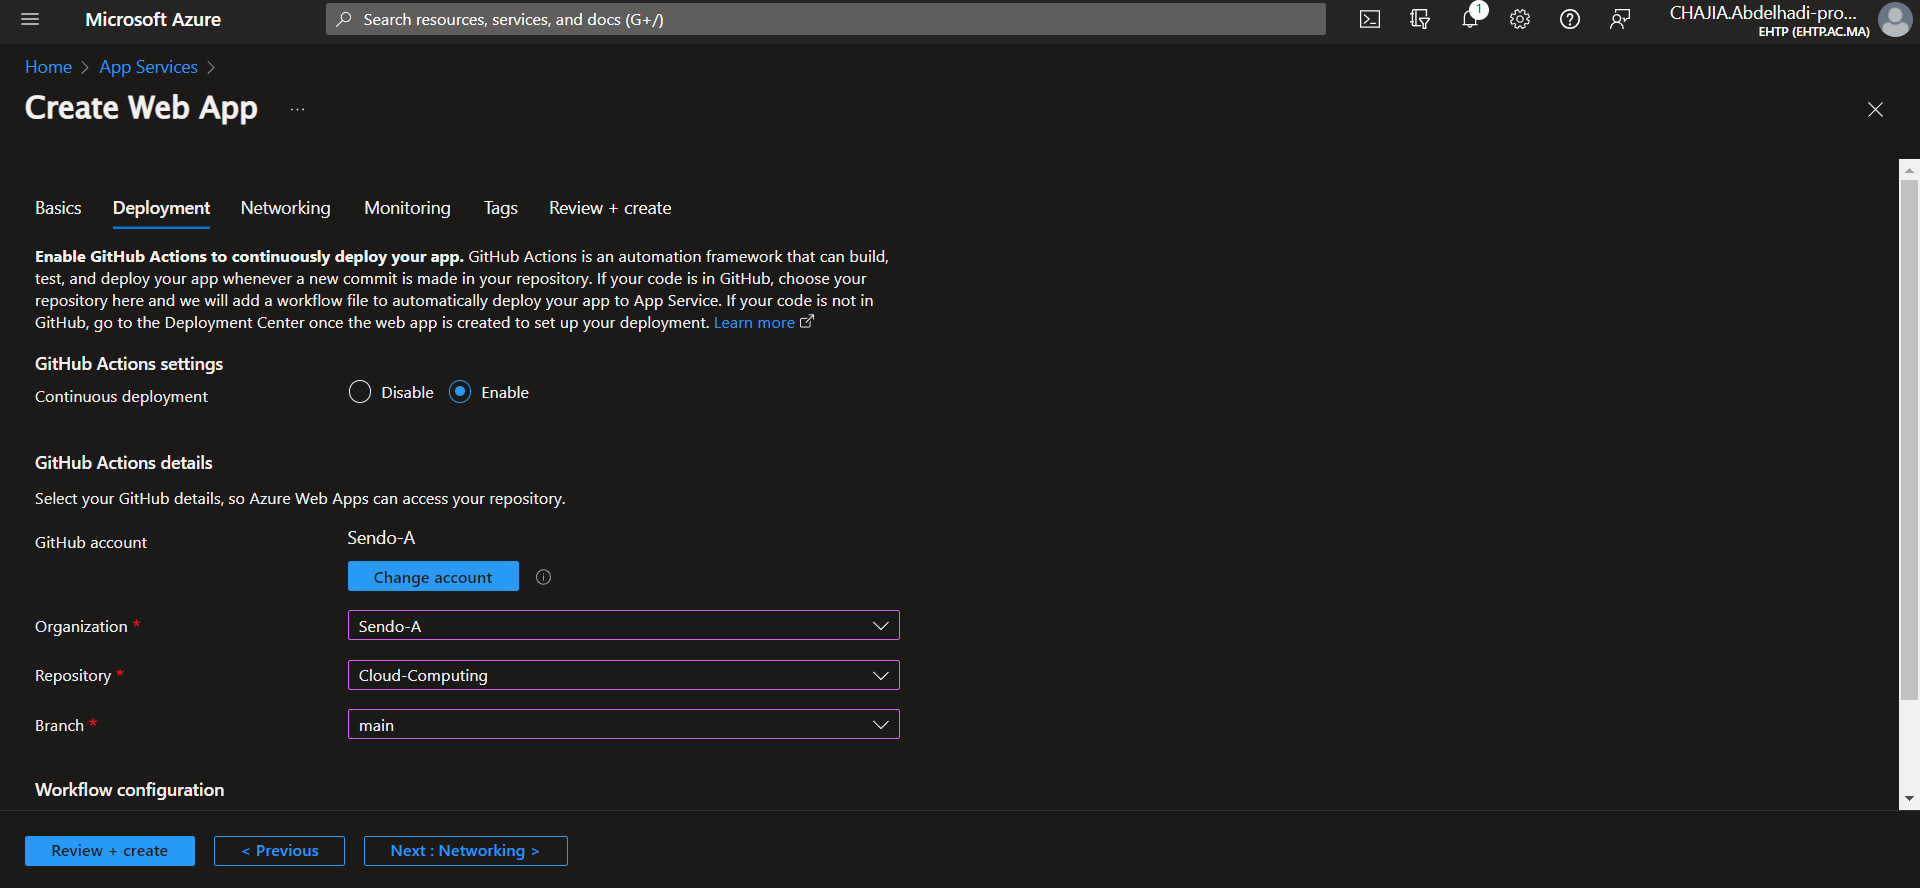 Microsoft Azure
Search resources, services, and docs (G+/)
1
CHAJIA.Abdelhadi-pro...
EHTP (EHTP.AC.MA)
Home > App Services >
Create Web App ...
Basics Deployment Networking Monitoring Tags Review + create
Enable GitHub Actions to continuously deploy your app. GitHub Actions is an automation framework that can build,
test, and deploy your app whenever a new commit is made in your repository. If your code is in GitHub, choose your
repository here and we will add a workflow file to automatically deploy your app to App Service. If your code is not in
GitHub, go to the Deployment Center once the web app is created to set up your deployment. Learn more
GitHub Actions settings
Continuous deployment Disable Enable
GitHub Actions details
Select your GitHub details, so Azure Web Apps can access your repository.
GitHub account Sendo-A
Change account
Organization * Sendo-A
Repository * Cloud-Computing
Branch * main
Workflow configuration
Review + create < Previous Next : Networking >